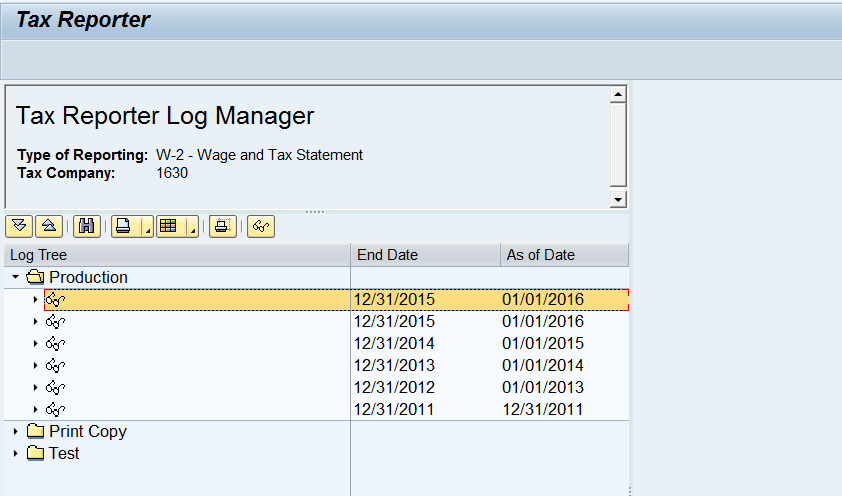 Tax Reporter
Tax Reporter Log Manager
Type of Reporting: W-2 - Wage and Tax Statement
Tax Company: 1630
Log Tree End Date As of Date
Production
12/31/2015 01/01/2016
12/31/2015 01/01/2016
12/31/2014 01/01/2015
12/31/2013 01/01/2014
12/31/2012 01/01/2013
12/31/2011 12/31/2011
Print Copy
Test